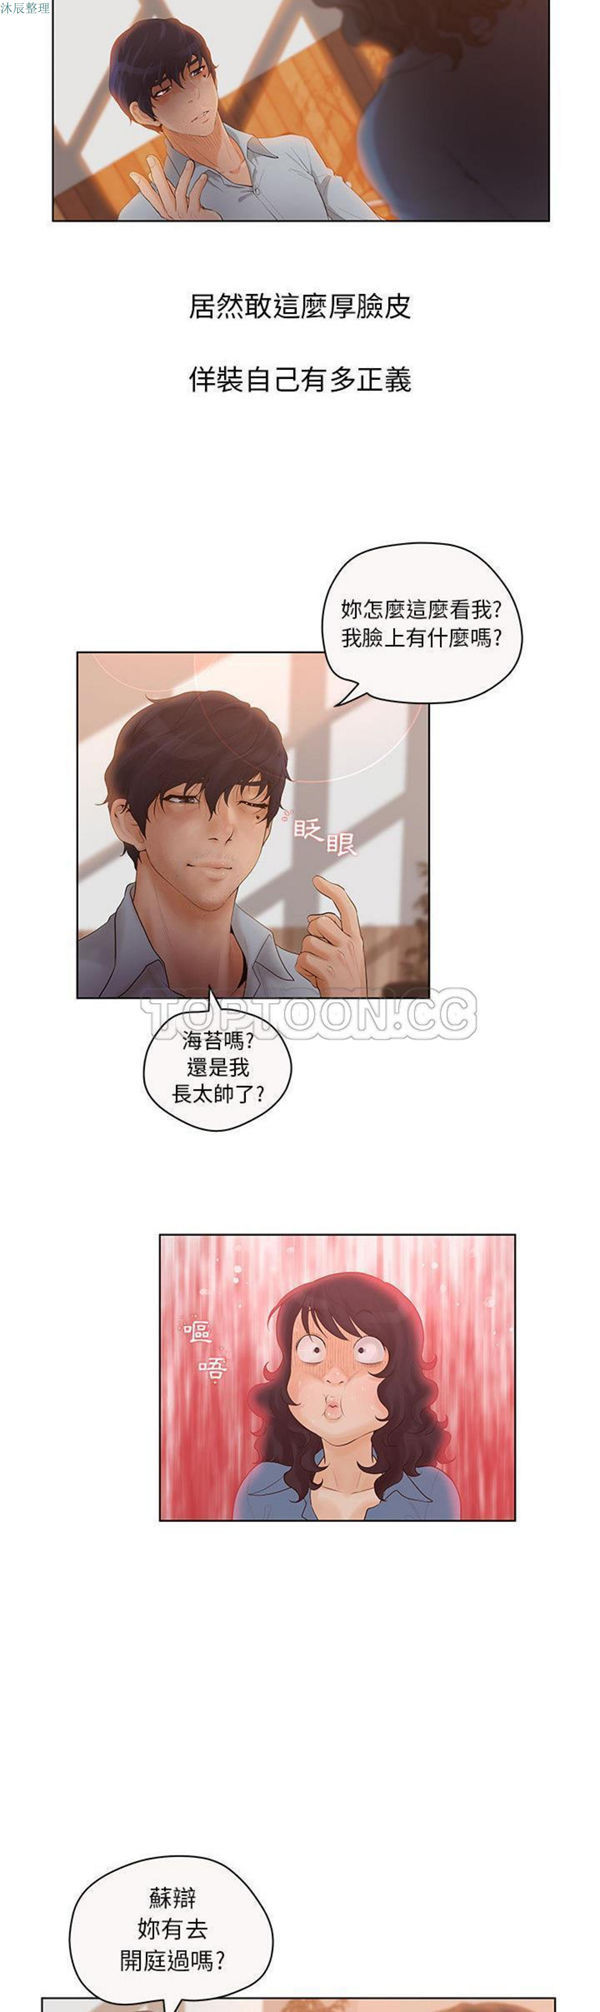 沐辰整理
居然敢這麼厚臉皮
佯裝自己有多正義
妳怎麼這麼看我?
我臉上有什麼嗎?
眨眼
TOPTOON.CC
海苔嗎?
還是我
長太帥了?
嘔
唔
蘇辯
妳有去
開庭過嗎?